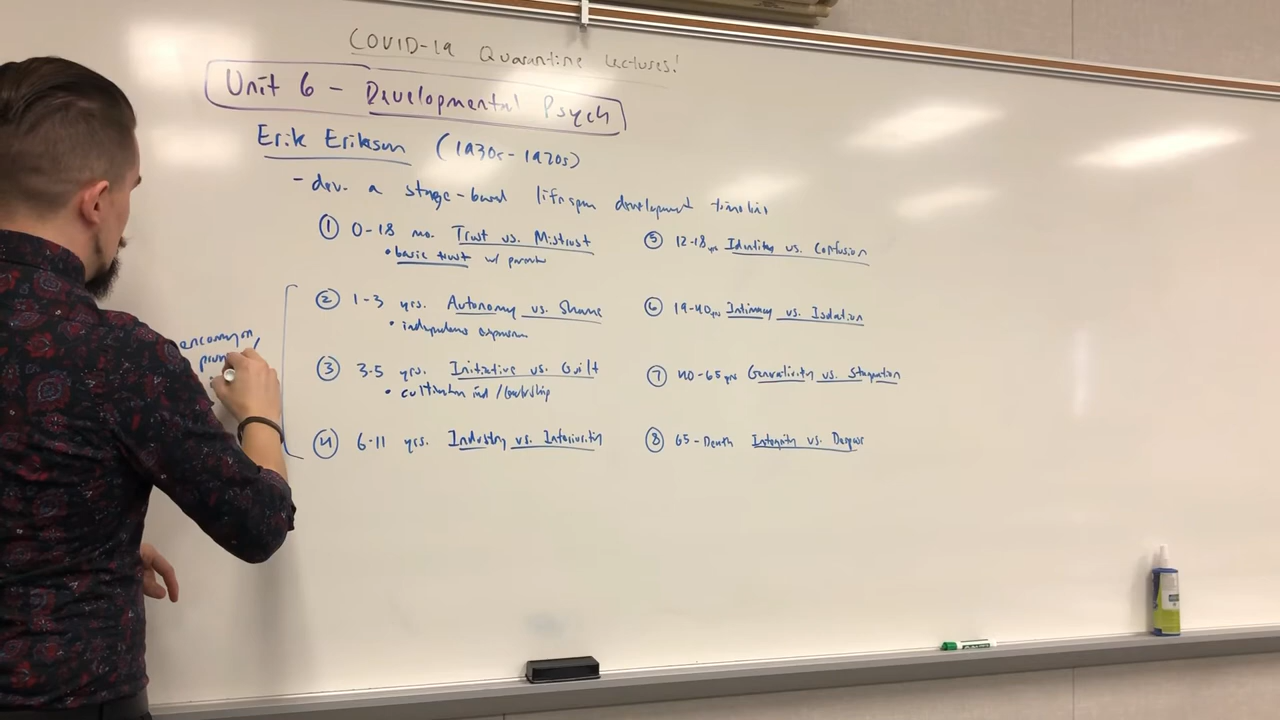 COVID-19 Quarantine Lectures!
Unit 6 - Developmental Psych
Erik Erikson (1930s-1970s)
- dev. a stage-based lifespan development timeline
① 0-18 mo. Trust vs. Mistrust
• basic trust w/ parents
② 1-3 yrs. Autonomy vs. Shame
• independence expansion
③ 3-5 yrs. Initiative vs. Guilt
• cultivation ind/leadership
④ 6-11 yrs. Industry vs. Inferiority
⑤ 12-18 yrs Identity vs. Confusion
⑥ 19-40 yrs Intimacy vs. Isolation
⑦ 40-65 yrs Generativity vs. Stagnation
⑧ 65-Death Integrity vs. Despair